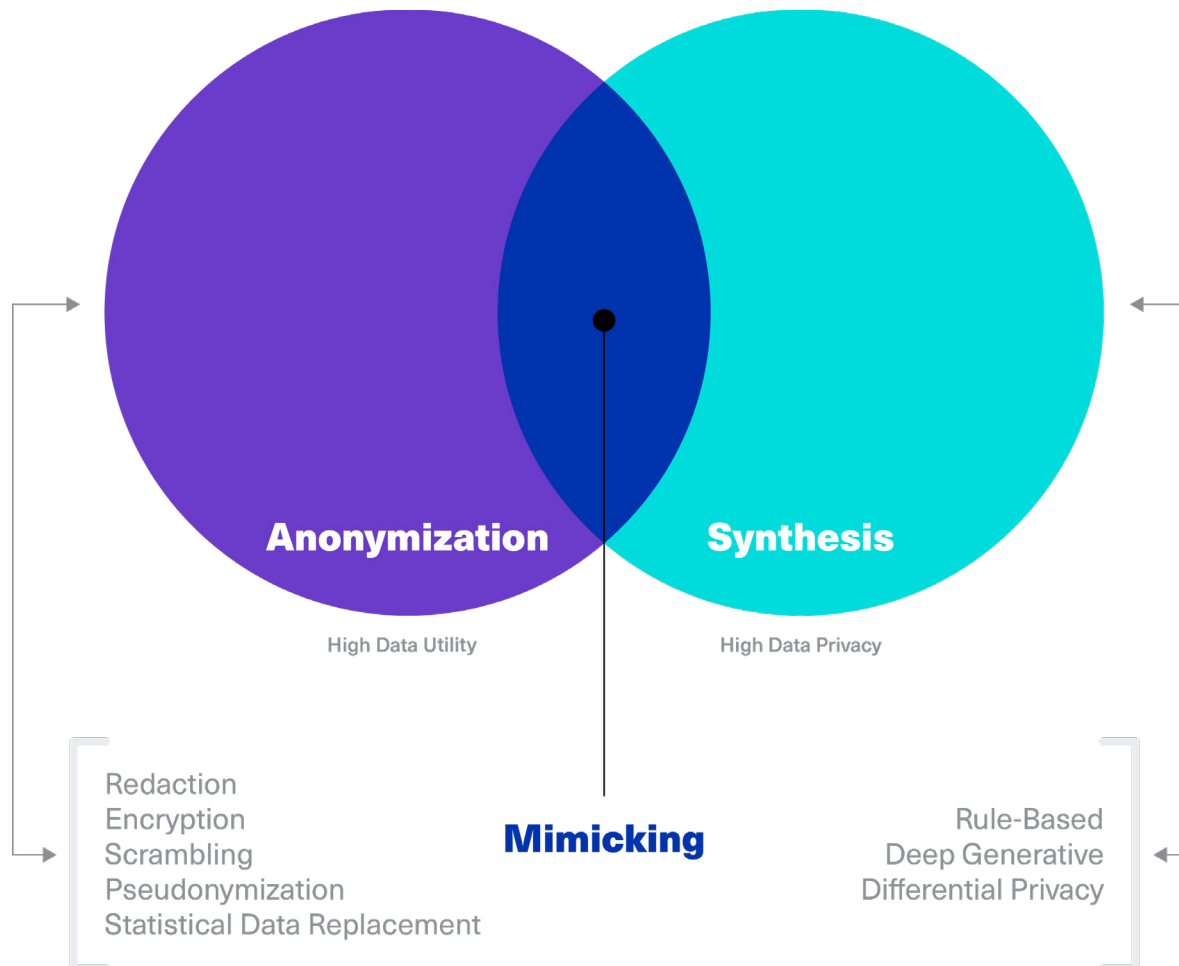 Anonymization
Synthesis
High Data Utility
High Data Privacy
Redaction
Encryption
Scrambling
Pseudonymization
Statistical Data Replacement
Mimicking
Rule-Based
Deep Generative
Differential Privacy